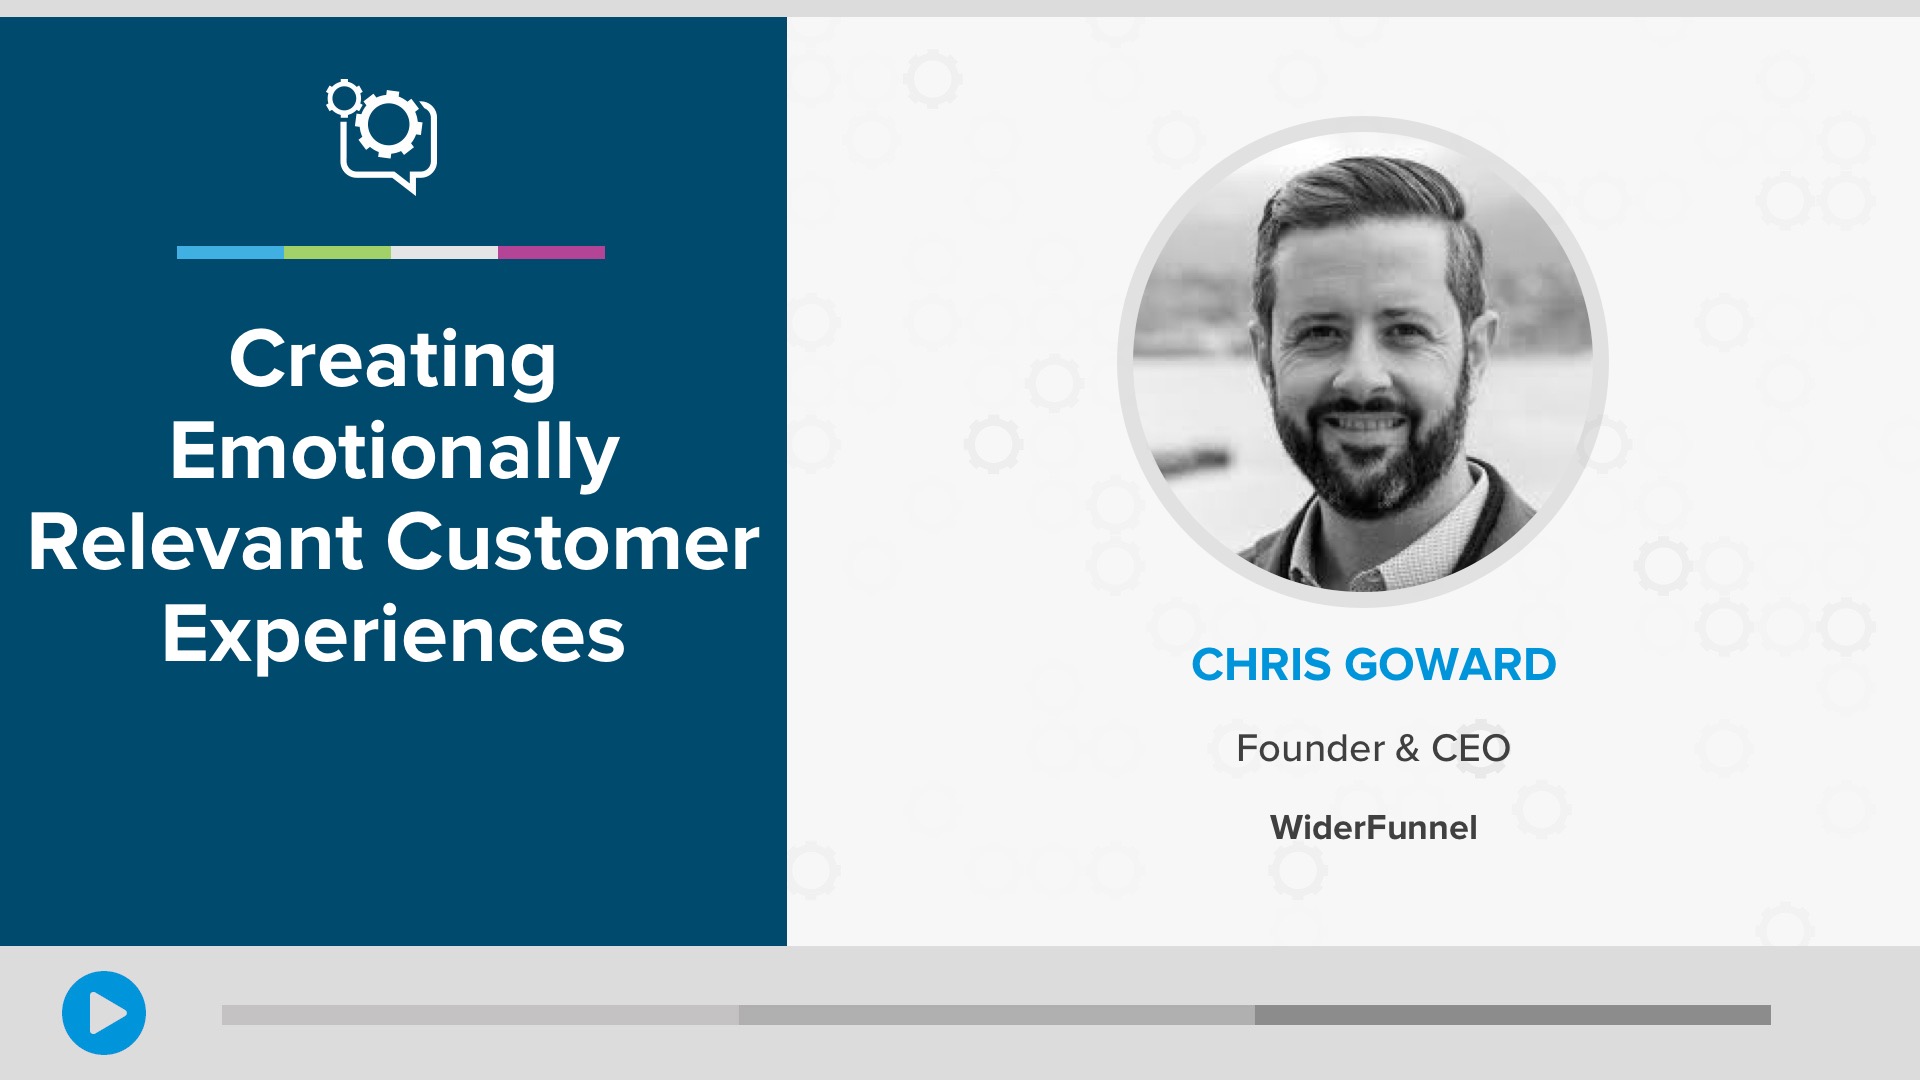 Creating
Emotionally
Relevant Customer
Experiences
CHRIS GOWARD
Founder & CEO
WiderFunnel